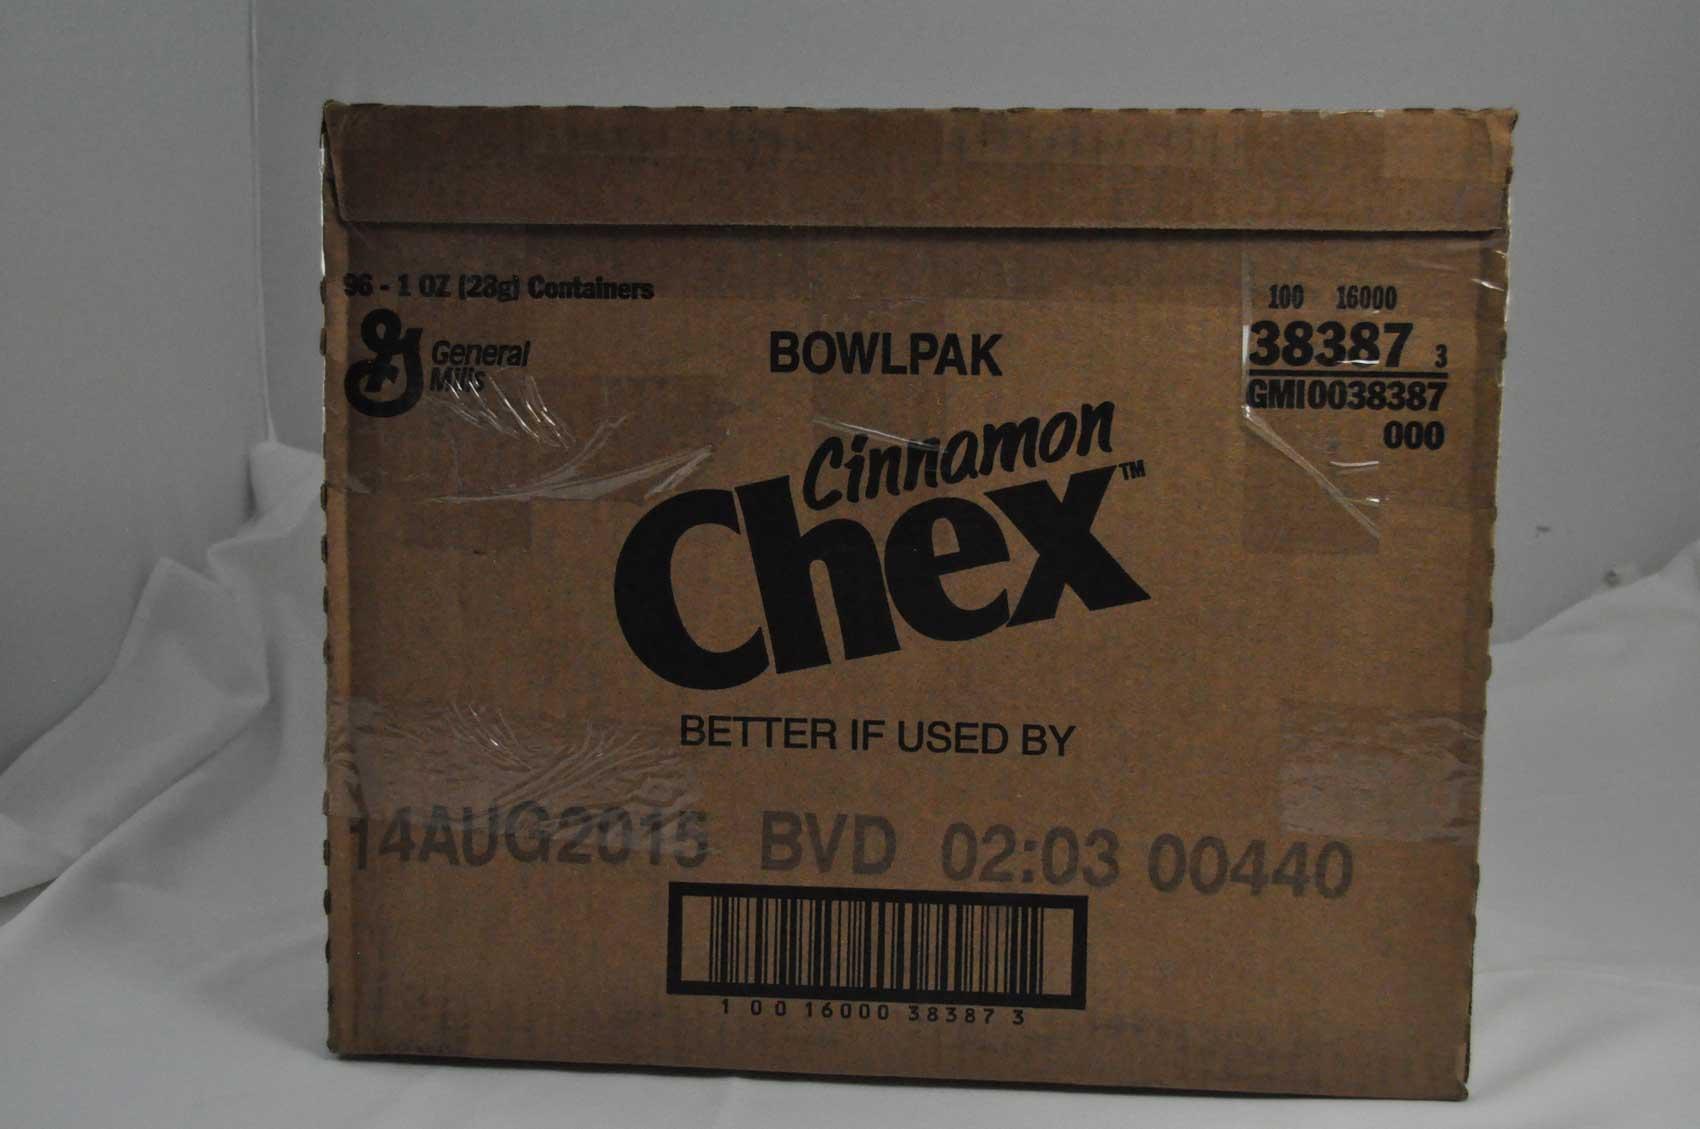 96 - 1 OZ (28g) Containers
General
Mills
BOWLPAK
100 16000
38387 3
GMI0038387
000
Cinnamon
Chex™
BETTER IF USED BY
14AUG2015 BVD 02:03 00440
1 00 16000 38387 3